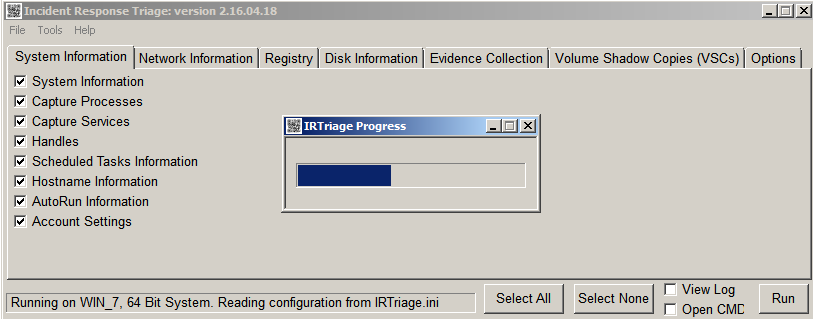 Incident Response Triage: version 2.16.04.18
File Tools Help
System Information Network Information Registry Disk Information Evidence Collection Volume Shadow Copies (VSCs) Options
System Information
Capture Processes
Capture Services
Handles
Scheduled Tasks Information
Hostname Information
AutoRun Information
Account Settings
IRTriage Progress
Running on WIN_7, 64 Bit System. Reading configuration from IRTriage.ini
Select All
Select None
View Log
Open CMD
Run